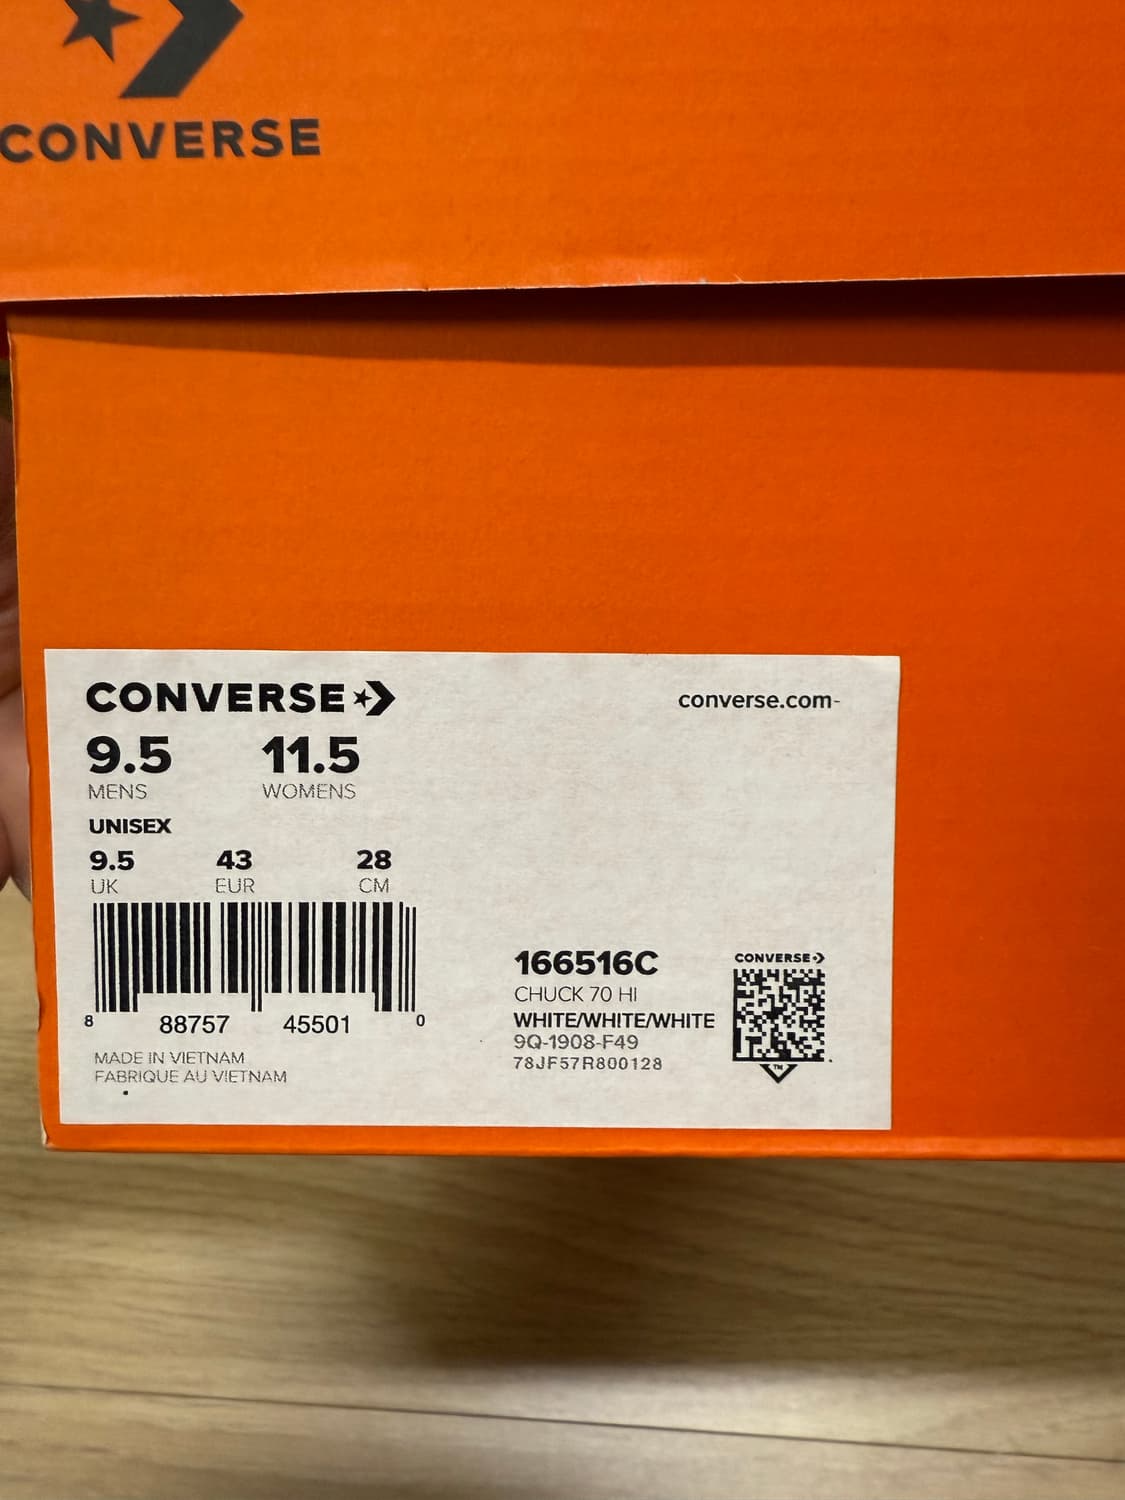 CONVERSE
CONVERSE
converse.com-
9.5 11.5
MENS WOMENS
UNISEX
9.5 43 28
UK EUR CM
8 88757 45501 0
MADE IN VIETNAM
FABRIQUE AU VIETNAM
166516C
CHUCK 70 HI
WHITE/WHITE/WHITE
9Q-1908-F49
78JF57R800128
CONVERSE
TM